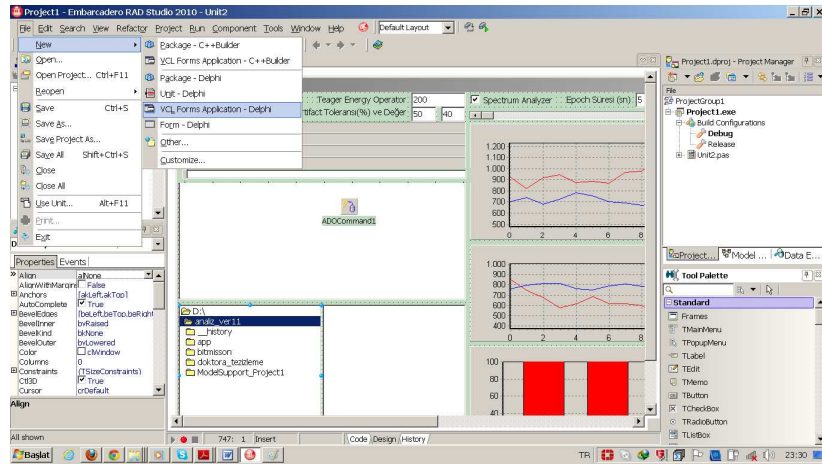 Project1 - Embarcadero RAD Studio 2010 - Unit2
File Edit Search View Refactor Project Run Component Tools Window Help Default Layout
New
Open...
Open Project... Ctrl+F11
Reopen
Save Ctrl+S
Save As...
Save Project As...
Save All Shift+Ctrl+S
Close
Close All
Use Unit... Alt+F11
Print...
Exit
Package - C++Builder
VCL Forms Application - C++Builder
Package - Delphi
Unit - Delphi
VCL Forms Application - Delphi
Form - Delphi
Other...
Customize...
Teager Energy Operator: 200
Toleransı(%) ve Değer: 50 40
Spectrum Analyzer : : Epoch Süresi (sn): 5
1.200
1.100
1.000
900
800
700
600
500
0 2 4 6 8
1.000
900
800
700
600
500
400
0 2 4 6 8
100
80
60
40
ADOCommand1
D:\
analiz_ver11
__history
app
bitmisson
doktora_tezizleme
ModelSupport_Project1
Properties Events
Align alNone
AlignWithMargins False
Anchors [akLeft,akTop]
AutoComplete True
BevelEdges [beLeft,beTop,beRight
BevelInner bvRaised
BevelKind bkNone
BevelOuter bvLowered
Color clWindow
Columns 0
Constraints (TSizeConstraints)
Ctl3D True
Cursor crDefault
Align
All shown
747: 1 Insert Code Design History
Project1.dproj - Project Manager
File
ProjectGroup1
Project1.exe
Build Configurations
Debug
Release
Unit2.pas
Project... Model ... Data E...
Tool Palette
Standard
Frames
TMainMenu
TPopupMenu
TLabel
TEdit
TMemo
TButton
TCheckBox
TRadioButton
TListBox
Başlat
TR 23:30